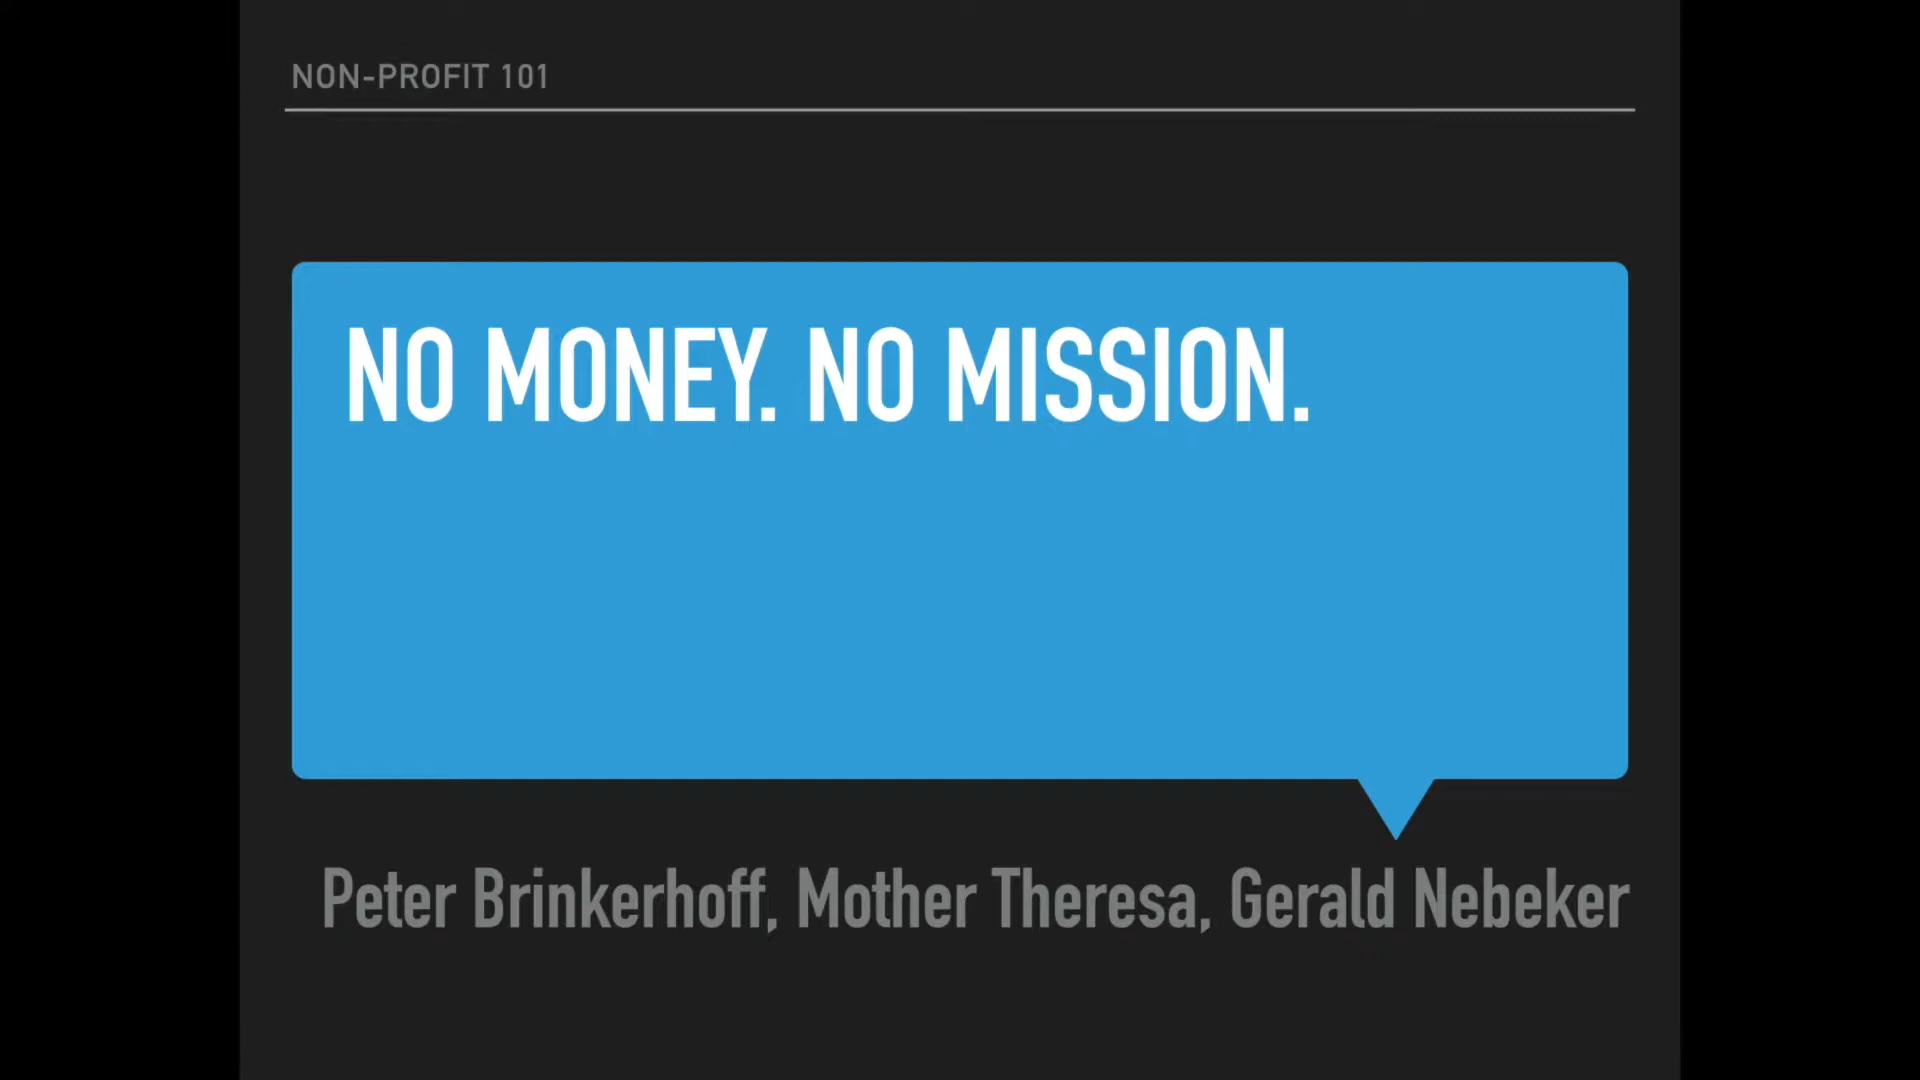 NON-PROFIT 101
NO MONEY. NO MISSION.
Peter Brinkerhoff, Mother Theresa, Gerald Nebeker